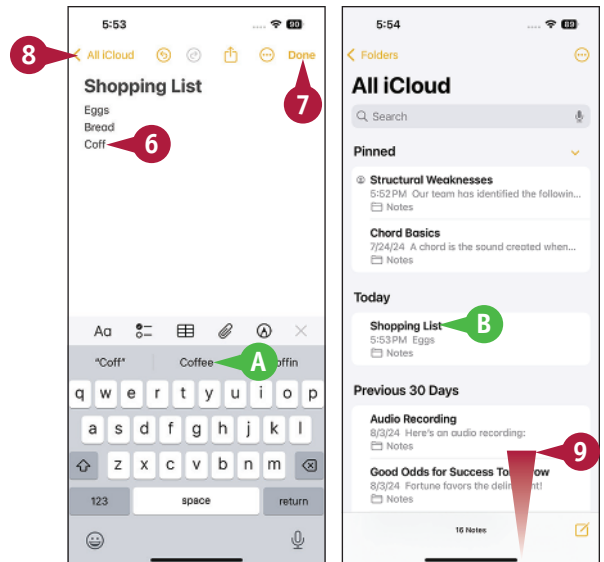 5:53
90
8
All iCloud
Done
7
Shopping List
Eggs
Bread
Coff
6
Aa
"Coff"
Coffee
A
offin
q w e r t y u i o p
a s d f g h j k l
z x c v b n m
123
space
return
5:54
89
Folders
All iCloud
Search
Pinned
Structural Weaknesses
5:52 PM Our team has identified the followin...
Notes
Chord Basics
7/24/24 A chord is the sound created when...
Notes
Today
Shopping List
B
5:53 PM Eggs
Notes
Previous 30 Days
Audio Recording
8/3/24 Here's an audio recording:
Notes
9
Good Odds for Success To row
8/3/24 Fortune favors the deli t!
Notes
16 Notes